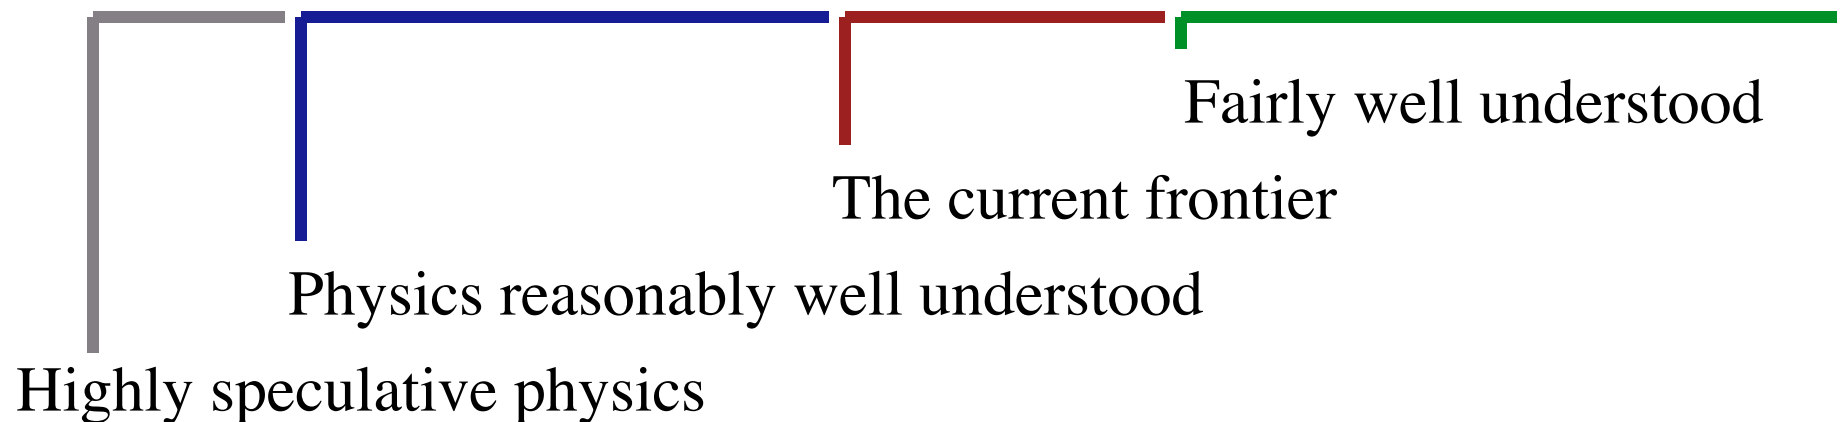 Fairly well understood
The current frontier
Physics reasonably well understood
Highly speculative physics